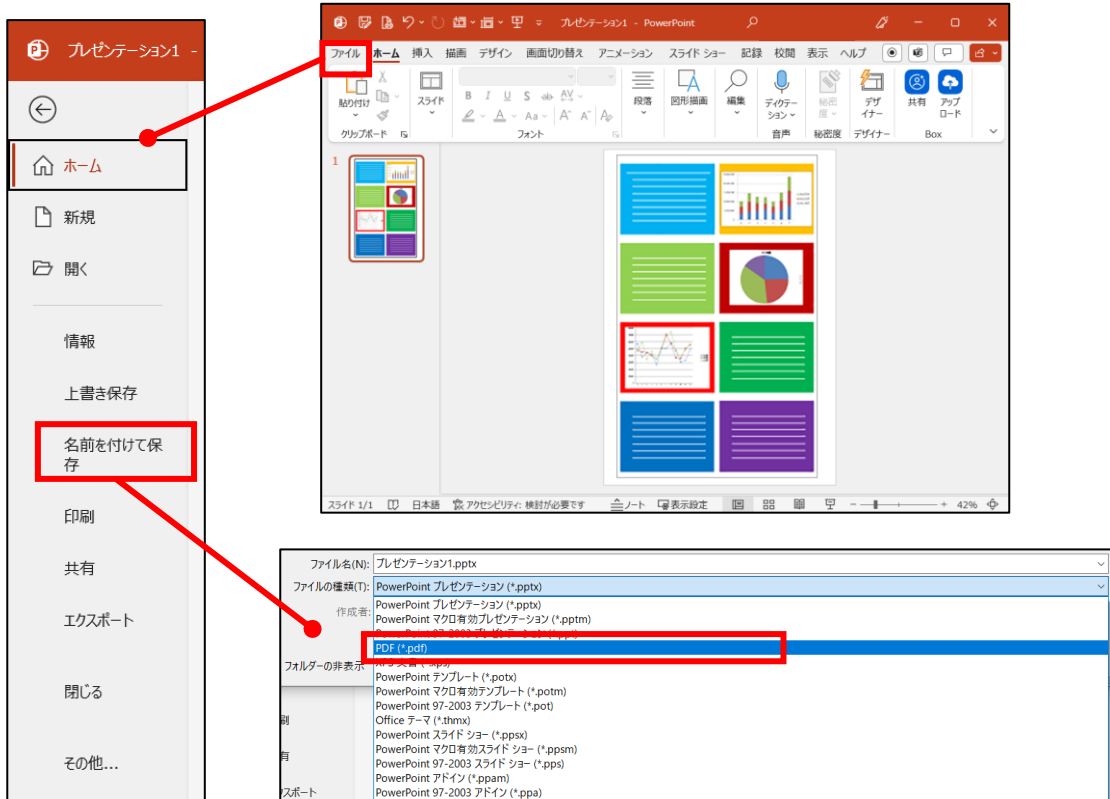 プレゼンテーション1 -
ホーム
新規
開く
情報
上書き保存
名前を付けて保
存
印刷
共有
エクスポート
閉じる
その他...
プレゼンテーション1 - PowerPoint
ファイル ホーム 挿入 描画 デザイン 画面切り替え アニメーション スライド ショー 記録 校閲 表示 ヘルプ
貼り付け
スライド
B I U S ab AV
A Aa A^ A
段落
図形描画
編集
ディクテー
ション
秘密
度
デザ
イナー
共有
アップ
ロード
クリップボード フォント 音声 秘密度 デザイナー Box
1
スライド 1/1 日本語 アクセシビリティ: 検討が必要です ノート 表示設定 - + 42%
ファイル名(N): プレゼンテーション1.pptx
ファイルの種類(T): PowerPoint プレゼンテーション (*.pptx)
作成者:
PowerPoint プレゼンテーション (*.pptx)
PowerPoint マクロ有効プレゼンテーション (*.pptm)
PDF (*.pdf)
フォルダーの非表示
PowerPoint テンプレート (*.potx)
PowerPoint マクロ有効テンプレート (*.potm)
PowerPoint 97-2003 テンプレート (*.pot)
Office テーマ (*.thmx)
PowerPoint スライド ショー (*.ppsx)
PowerPoint マクロ有効スライド ショー (*.ppsm)
PowerPoint 97-2003 スライド ショー (*.pps)
PowerPoint アドイン (*.ppam)
PowerPoint 97-2003 アドイン (*.ppa)
刷
有
クスポート